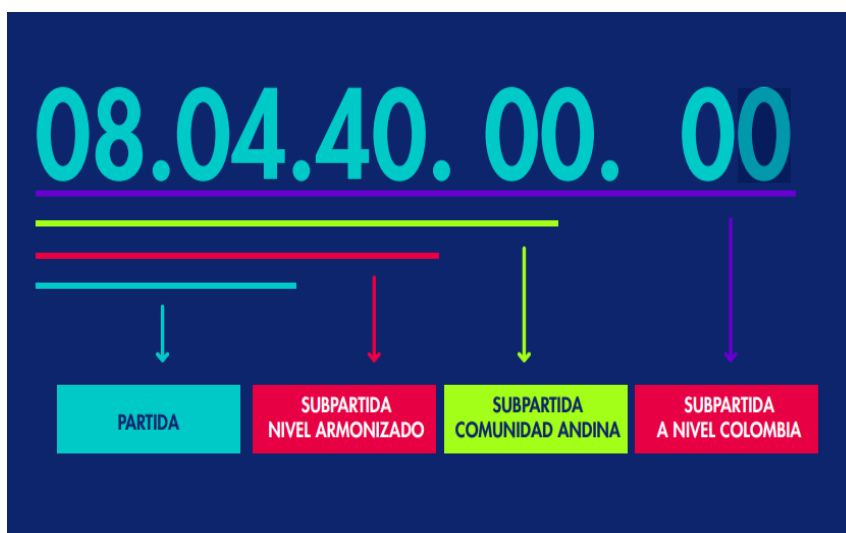 08.04.40. 00. 00
PARTIDA
SUBPARTIDA
NIVEL ARMONIZADO
SUBPARTIDA
COMUNIDAD ANDINA
SUBPARTIDA
A NIVEL COLOMBIA